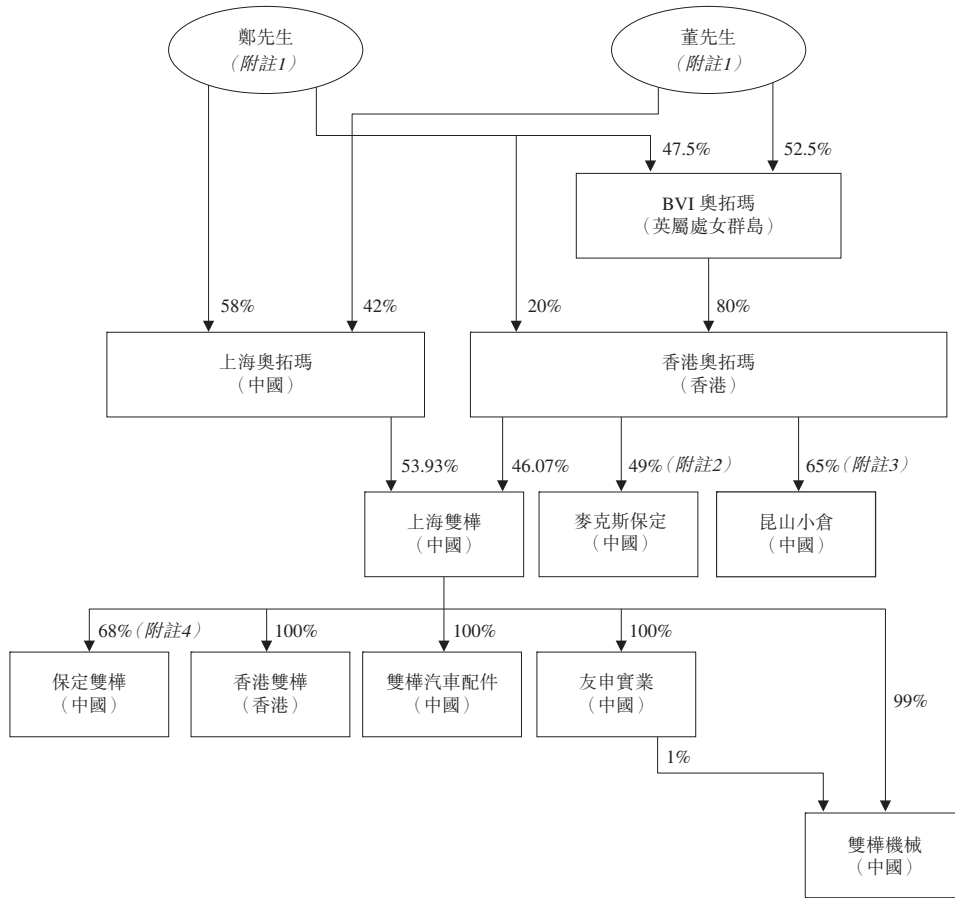 鄭先生
(附註1)
董先生
(附註1)
47.5%
52.5%
BVI 奧拓瑪
(英屬處女群島)
58%
42%
20%
80%
上海奧拓瑪
(中國)
香港奧拓瑪
(香港)
53.93%
46.07%
49%(附註2)
65%(附註3)
上海雙樺
(中國)
麥克斯保定
(中國)
昆山小倉
(中國)
68%(附註4)
100%
100%
100%
99%
保定雙樺
(中國)
香港雙樺
(香港)
雙樺汽車配件
(中國)
友申實業
(中國)
1%
雙樺機械
(中國)